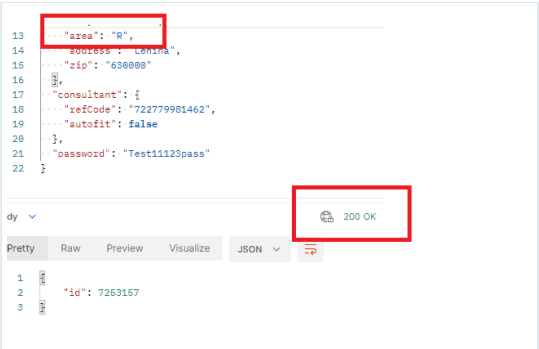 13 "area": "R",
14 "address": "Lenina",
15 "zip": "630000"
16 },
17 "consultant": {
18 "refCode": "722779981462",
19 "autofit": false
20 },
21 "password": "Test11123pass"
22 }
dy
200 OK
Pretty Raw Preview Visualize JSON
1 {
2 "id": 7253157
3 }